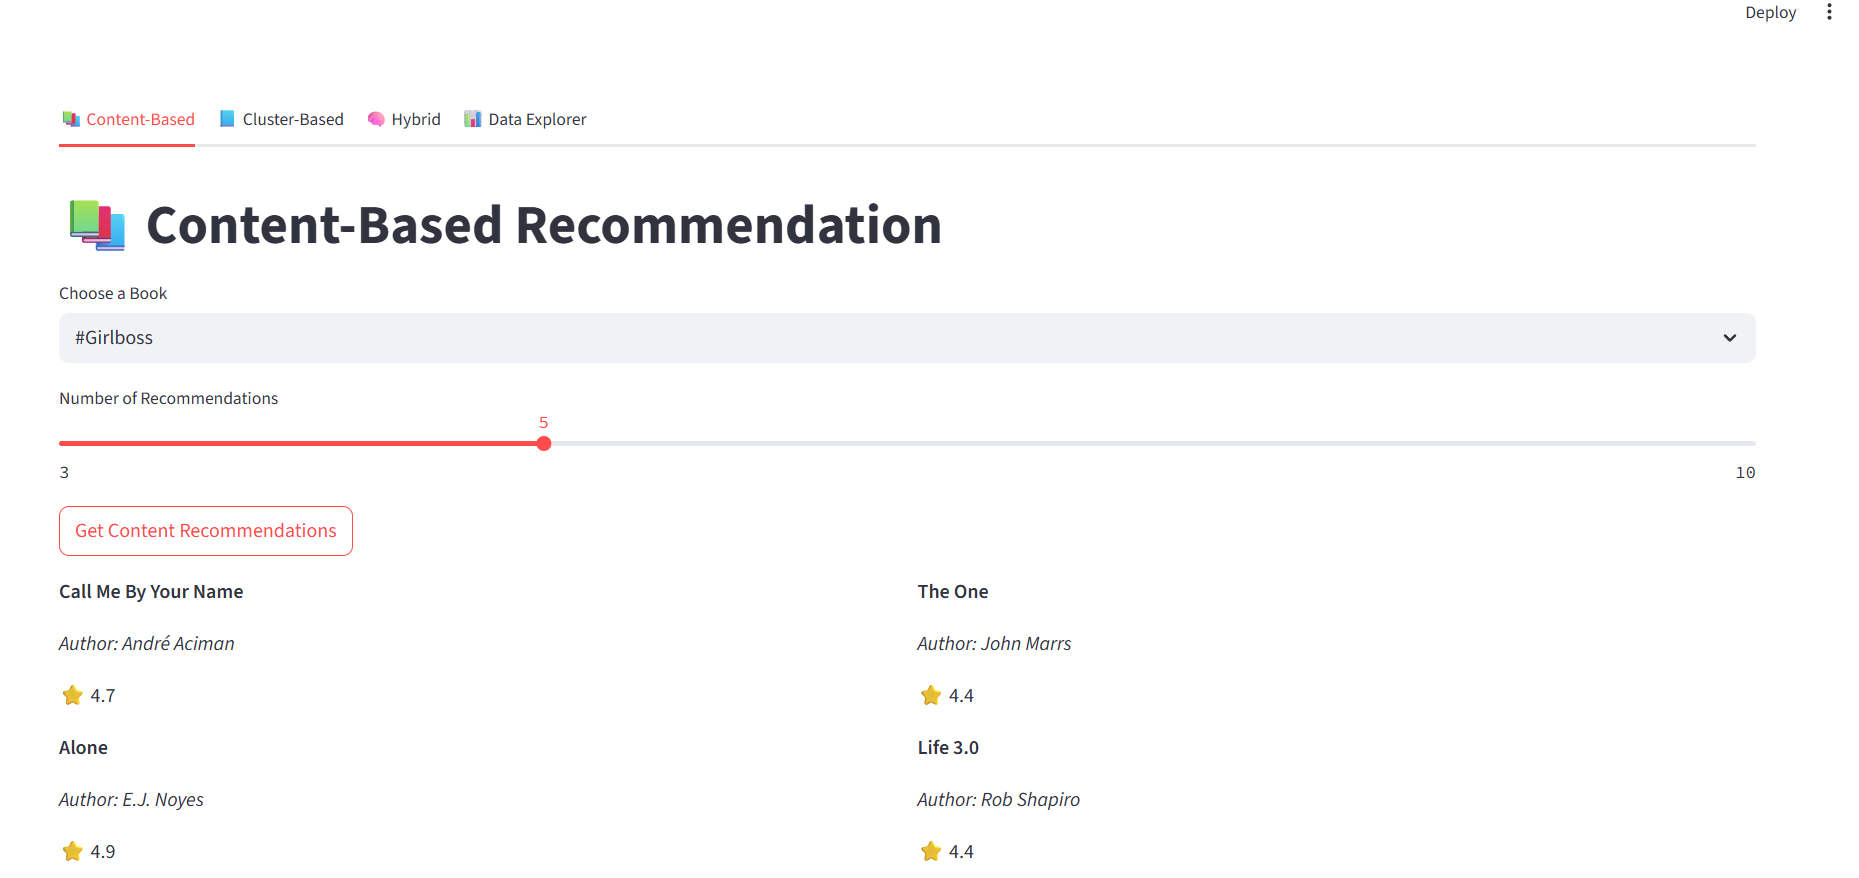 Deploy
Content-Based Cluster-Based Hybrid Data Explorer
Content-Based Recommendation
Choose a Book
#Girlboss
Number of Recommendations
5
3 10
Get Content Recommendations
Call Me By Your Name
Author: André Aciman
4.7
The One
Author: John Marrs
4.4
Alone
Author: E.J. Noyes
4.9
Life 3.0
Author: Rob Shapiro
4.4